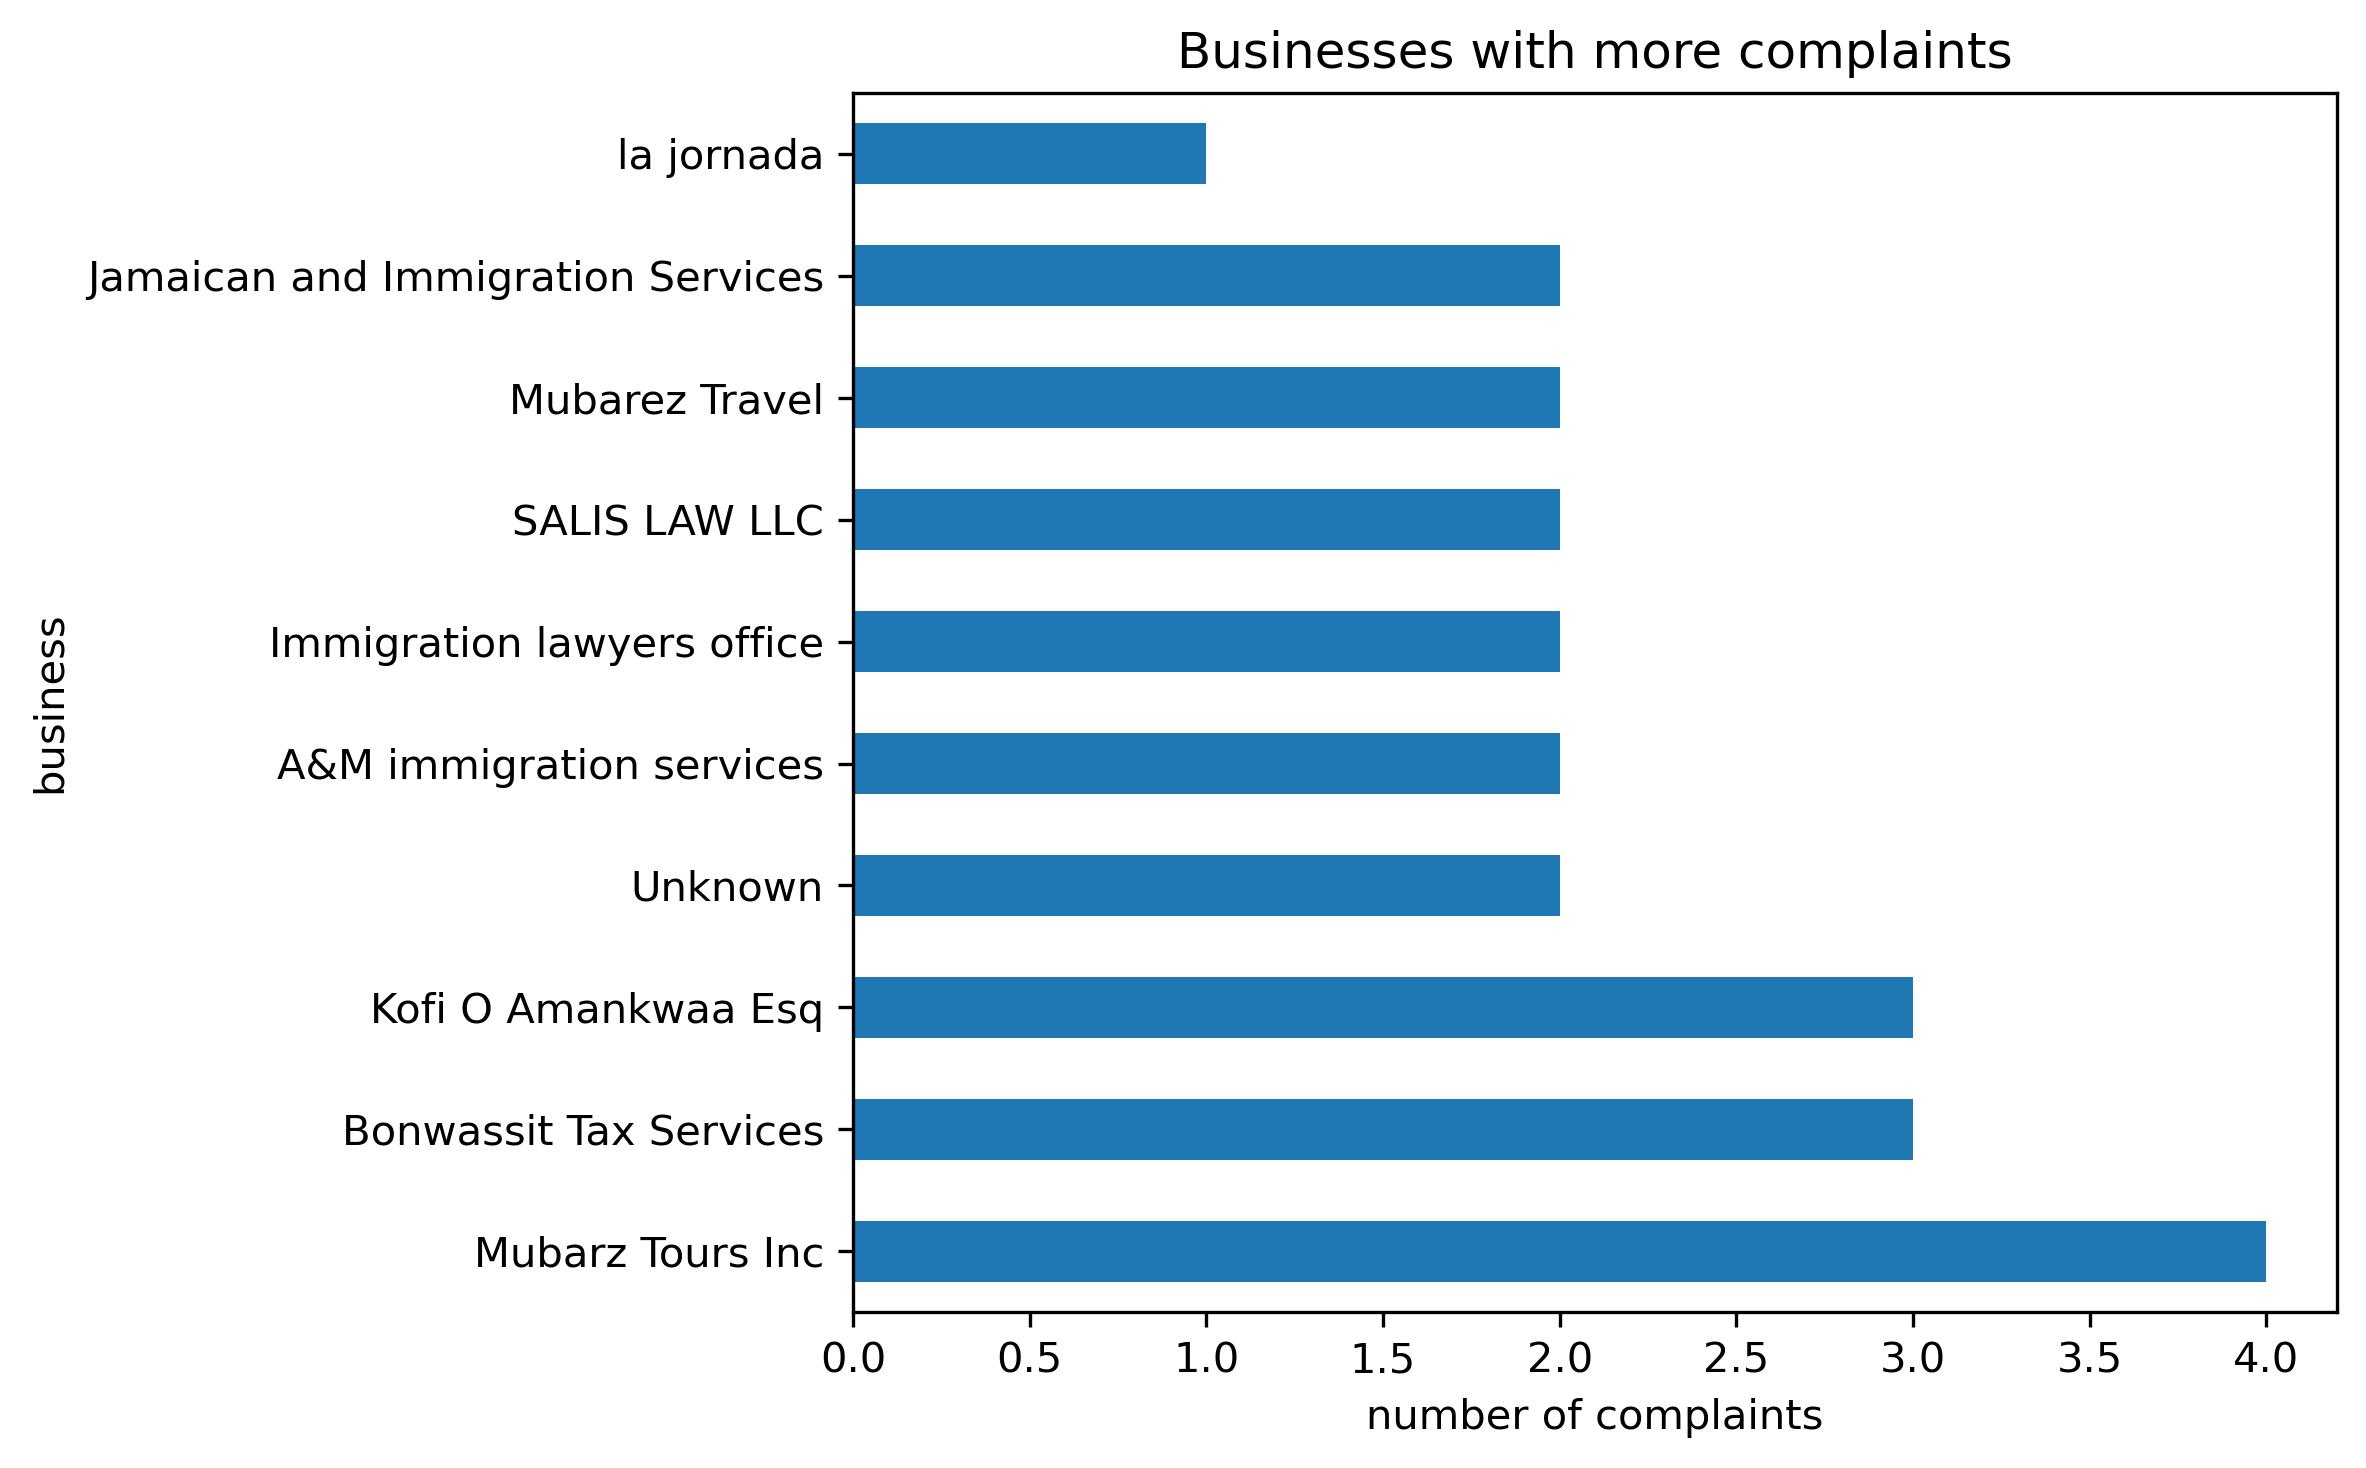 Businesses with more complaints
la jornada
Jamaican and Immigration Services
Mubarez Travel
SALIS LAW LLC
Immigration lawyers office
A&M immigration services
Unknown
Kofi O Amankwaa Esq
Bonwassit Tax Services
Mubarz Tours Inc
business
0.0 0.5 1.0 1.5 2.0 2.5 3.0 3.5 4.0
number of complaints